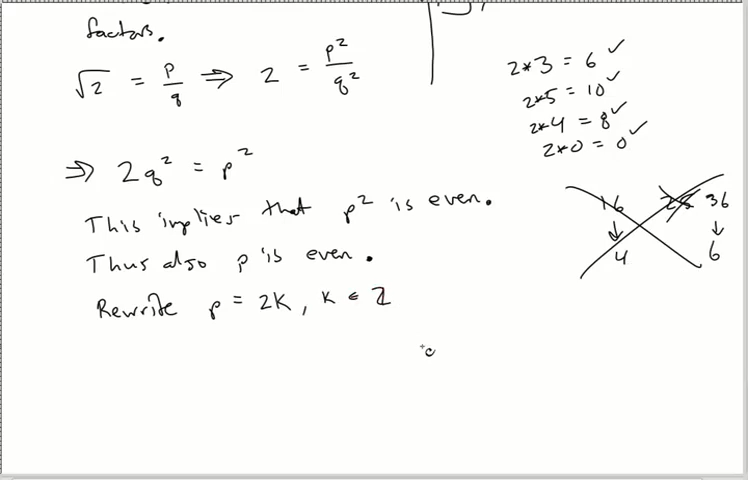 factors.
√2 = p/q ⇒ 2 = p²/q²
⇒ 2q² = p²
This implies that p² is even.
Thus also p is even.
Rewrite p = 2K, K ∈ ℤ
2*3 = 6 ✓
2*5 = 10 ✓
2*4 = 8 ✓
2*0 = 0 ✓
16 25 36
↓ ↓
4 6